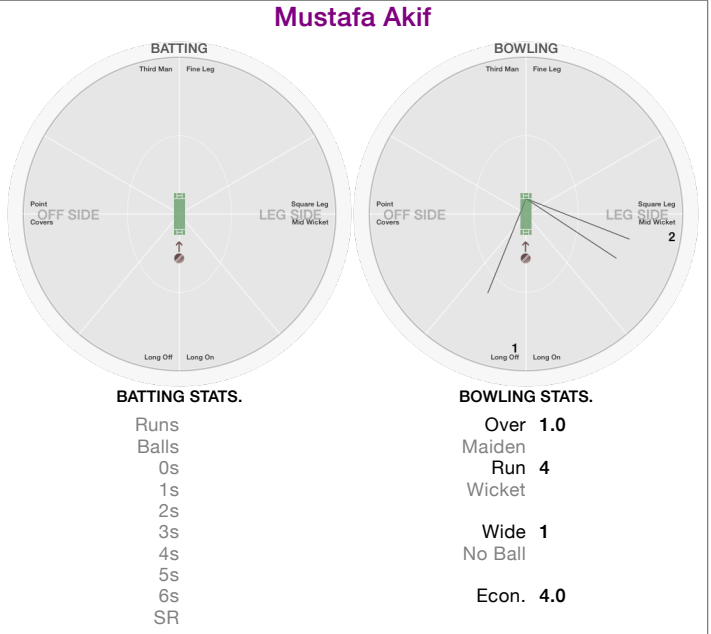 Mustafa Akif
BATTING
Third Man Fine Leg
Point
OFF SIDE
Covers
Square Leg
LEG SIDE
Mid Wicket
Long Off Long On
BOWLING
Third Man Fine Leg
Point
OFF SIDE
Covers
Square Leg
LEG SIDE
Mid Wicket
2
1
Long Off Long On
BATTING STATS.
Runs
Balls
0s
1s
2s
3s
4s
5s
6s
SR
BOWLING STATS.
Over 1.0
Maiden
Run 4
Wicket
Wide 1
No Ball
Econ. 4.0